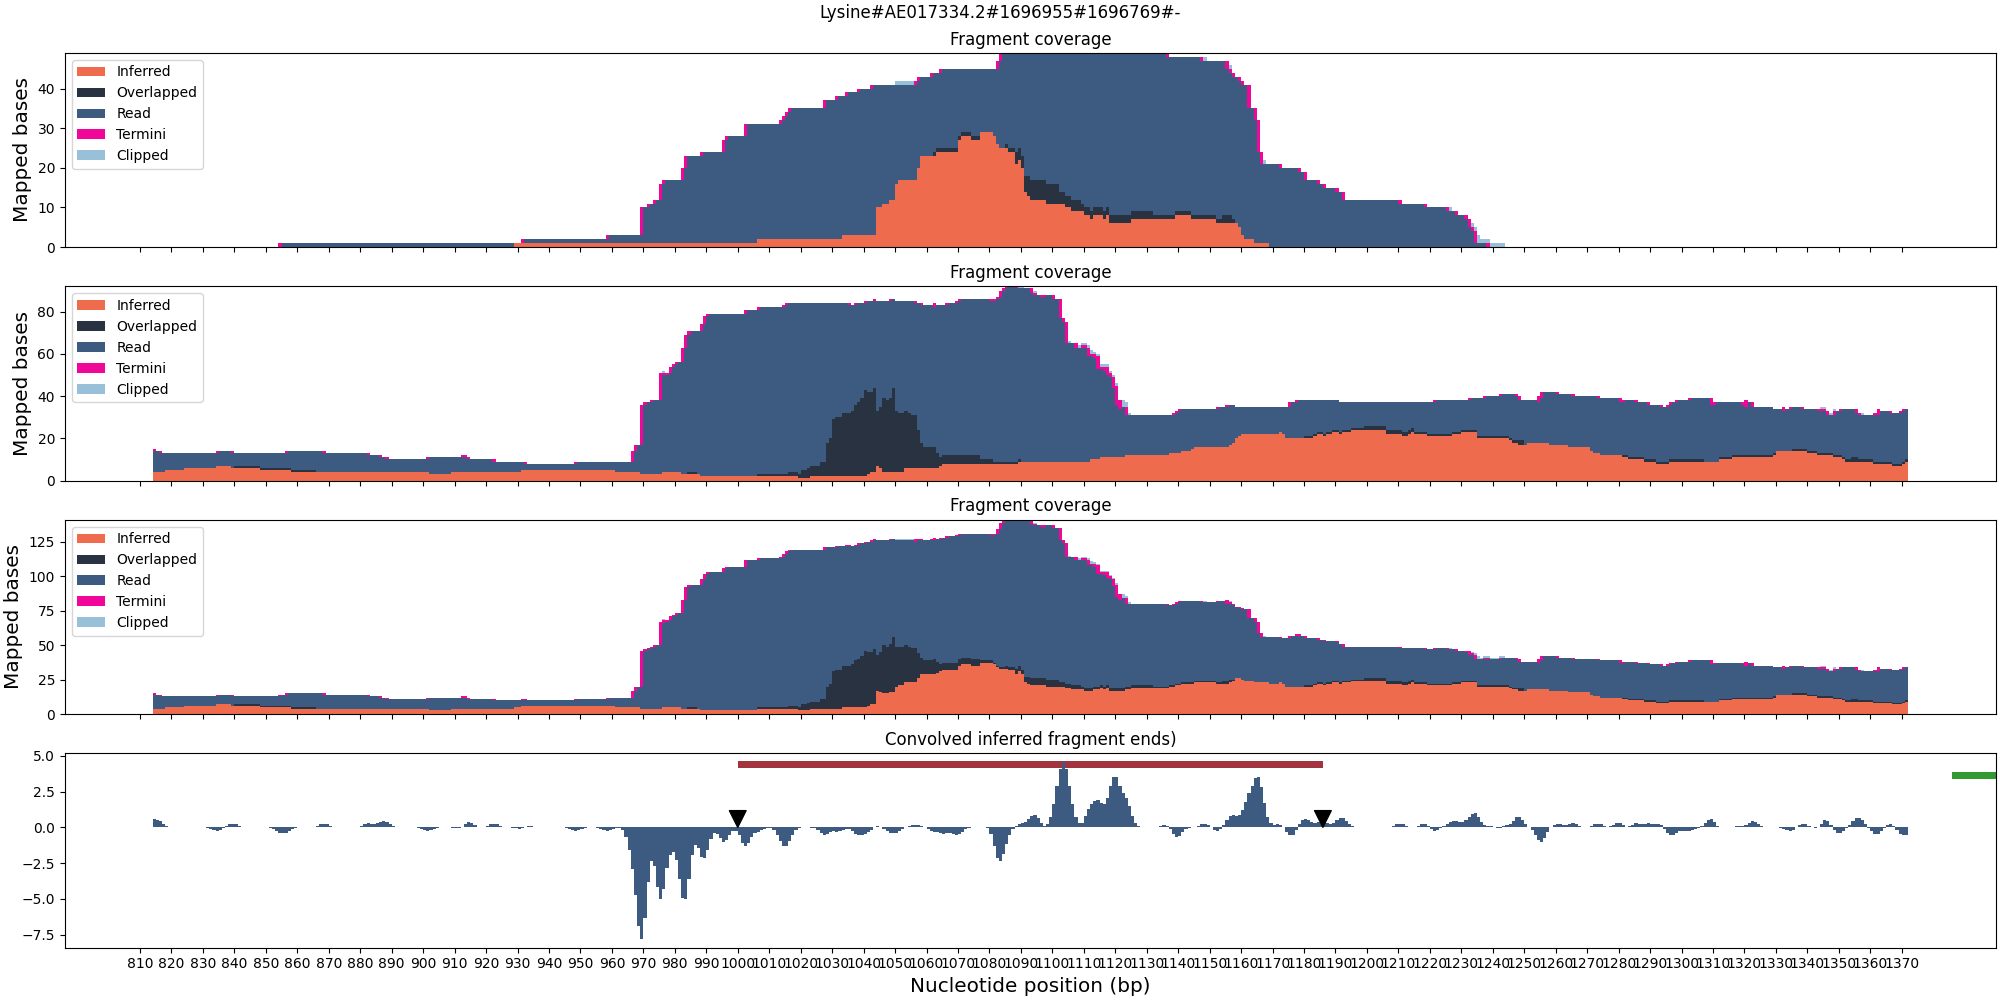 Lysine#AE017334.2#1696955#1696769#-
Fragment coverage
Mapped bases
40
30
20
10
0
Inferred
Overlapped
Read
Termini
Clipped
Fragment coverage
Mapped bases
80
60
40
20
0
Inferred
Overlapped
Read
Termini
Clipped
Fragment coverage
Mapped bases
125
100
75
50
25
0
Inferred
Overlapped
Read
Termini
Clipped
Convolved inferred fragment ends)
5.0
2.5
0.0
−2.5
−5.0
−7.5
810 820 830 840 850 860 870 880 890 900 910 920 930 940 950 960 970 980 990 1000 1010 1020 1030 1040 1050 1060 1070 1080 1090 1100 1110 1120 1130 1140 1150 1160 1170 1180 1190 1200 1210 1220 1230 1240 1250 1260 1270 1280 1290 1300 1310 1320 1330 1340 1350 1360 1370
Nucleotide position (bp)